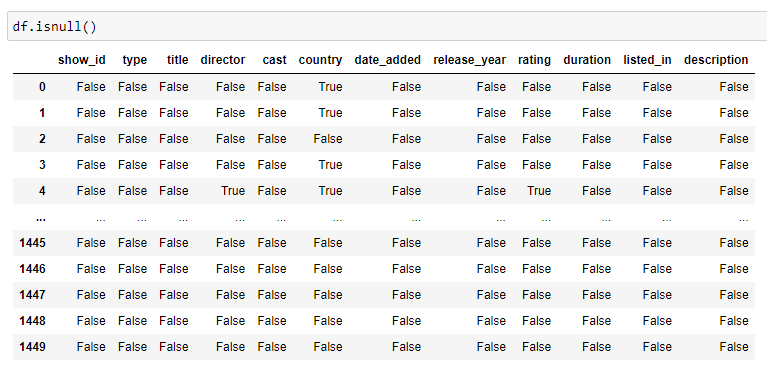 df.isnull()
show_id type title director cast country date_added release_year rating duration listed_in description
0 False False False False False True False False False False False False
1 False False False False False True False False False False False False
2 False False False False False False False False False False False False
3 False False False False False True False False False False False False
4 False False False True False True False False True False False False
... ... ... ... ... ... ... ... ... ... ... ... ...
1445 False False False False False False False False False False False False
1446 False False False False False False False False False False False False
1447 False False False False False False False False False False False False
1448 False False False False False False False False False False False False
1449 False False False False False False False False False False False False